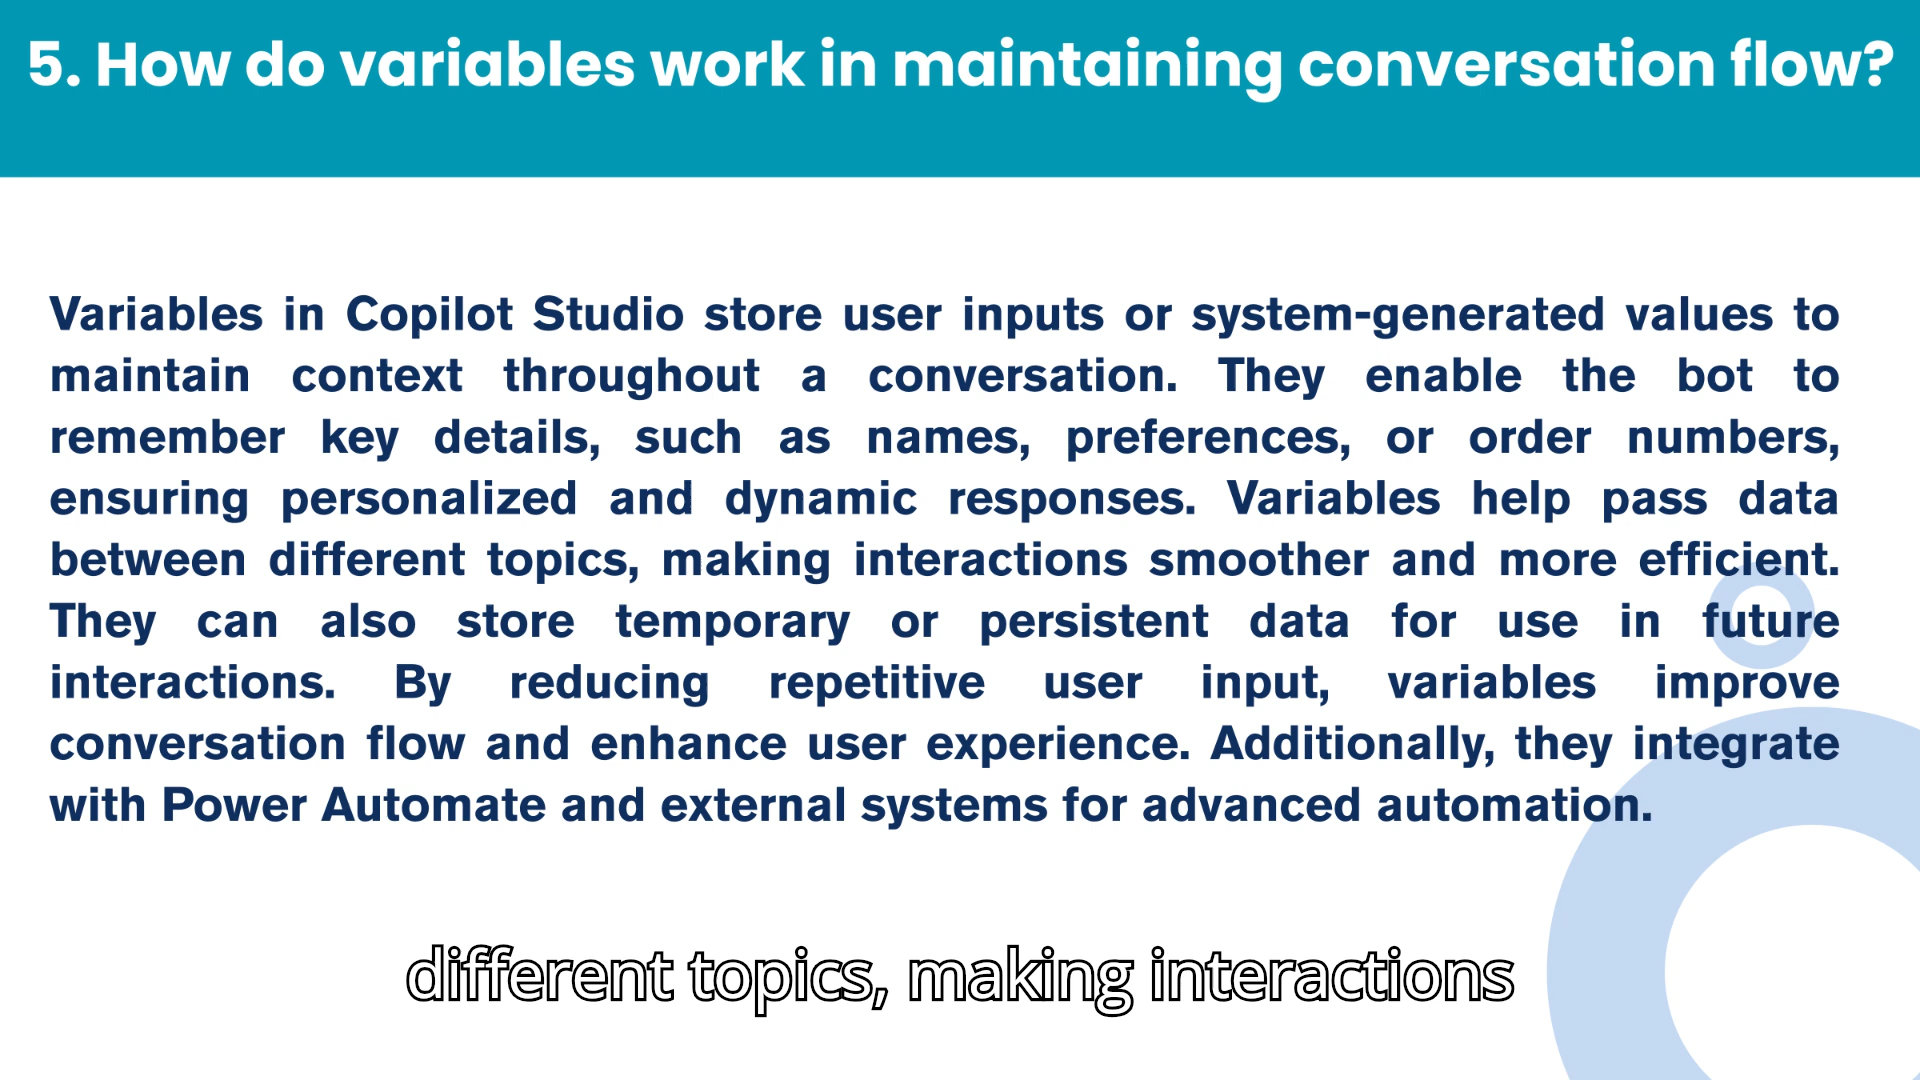 5. How do variables work in maintaining conversation flow?
Variables in Copilot Studio store user inputs or system-generated values to
maintain context throughout a conversation. They enable the bot to
remember key details, such as names, preferences, or order numbers,
ensuring personalized and dynamic responses. Variables help pass data
between different topics, making interactions smoother and more efficient.
They can also store temporary or persistent data for use in future
interactions. By reducing repetitive user input, variables improve
conversation flow and enhance user experience. Additionally, they integrate
with Power Automate and external systems for advanced automation.
different topics, making interactions